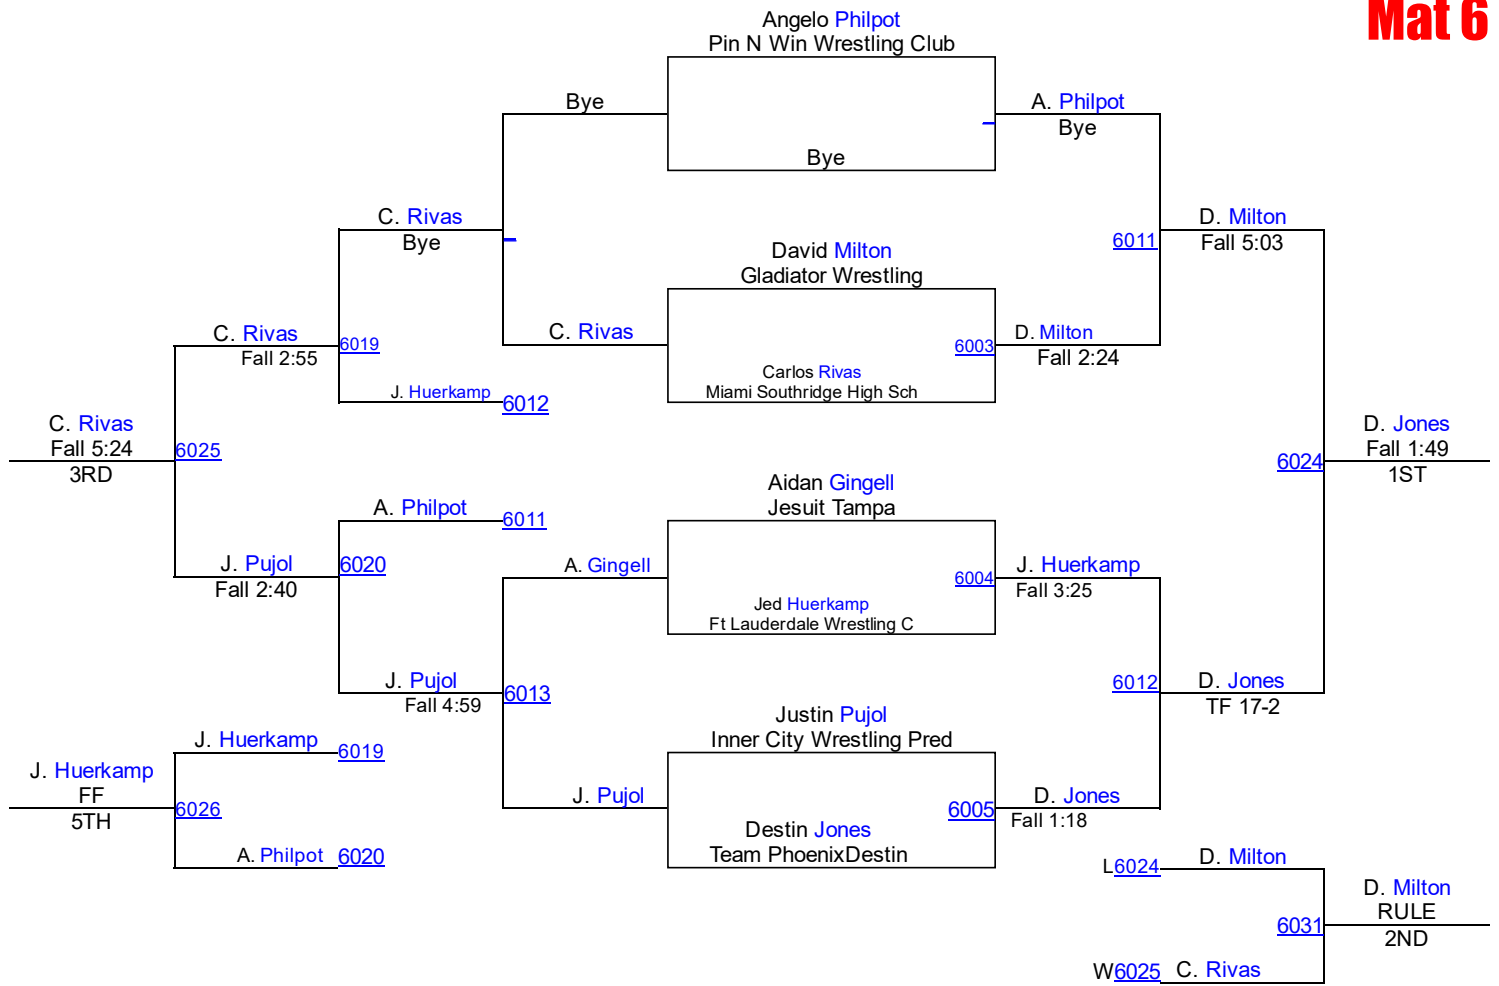 Mat 6
Angelo Philpot
Pin N Win Wrestling Club
Bye
A. Philpot
Bye
Bye
C. Rivas
Bye
D. Milton
6011
Fall 5:03
David Milton
Gladiator Wrestling
C. Rivas
Fall 2:55
6019
C. Rivas
6003
D. Milton
Fall 2:24
Carlos Rivas
Miami Southridge High Sch
J. Huerkamp
6012
C. Rivas
Fall 5:24
6025
3RD
D. Jones
Fall 1:49
6024
1ST
Aidan Gingell
Jesuit Tampa
A. Philpot
6011
J. Pujol
6020
Fall 2:40
A. Gingell
6004
J. Huerkamp
Fall 3:25
Jed Huerkamp
Ft Lauderdale Wrestling C
J. Pujol
6013
Fall 4:59
6012
D. Jones
TF 17-2
Justin Pujol
Inner City Wrestling Pred
J. Huerkamp
6019
J. Huerkamp
FF
6026
5TH
J. Pujol
6005
D. Jones
Fall 1:18
Destin Jones
Team PhoenixDestin
A. Philpot
6020
L6024
D. Milton
D. Milton
RULE
6031
2ND
W6025
C. Rivas